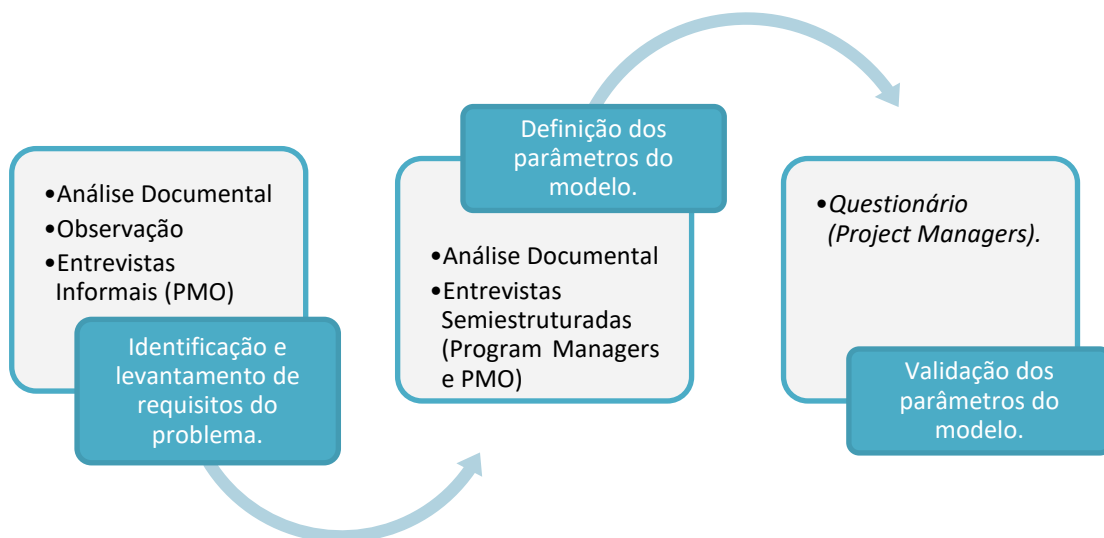 •Análise Documental
•Observação
•Entrevistas
Informais (PMO)
Identificação e
levantamento de
requisitos do
problema.
Definição dos
parâmetros do
modelo.
•Análise Documental
•Entrevistas
Semiestruturadas
(Program Managers
e PMO)
•Questionário
(Project Managers).
Validação dos
parâmetros do
modelo.